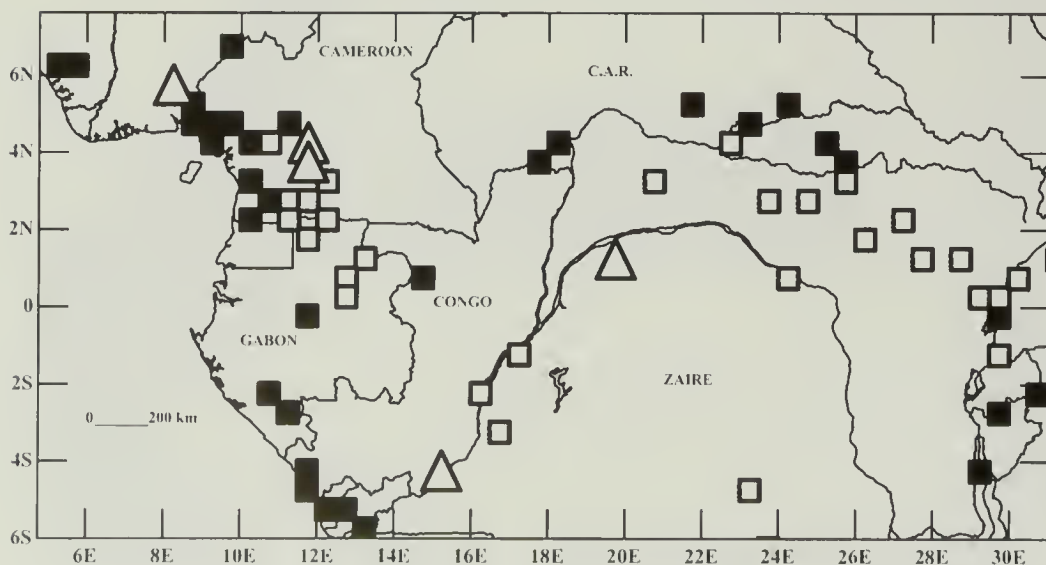 CAMEROON
C.A.R.
6N
4N
2N
0
CONGO
GABON
ZAIRE
2S
0 200 km
4S
6S
6E 8E 10E 12E 14E 16E 18E 20E 22E 24E 26E 28E 30E